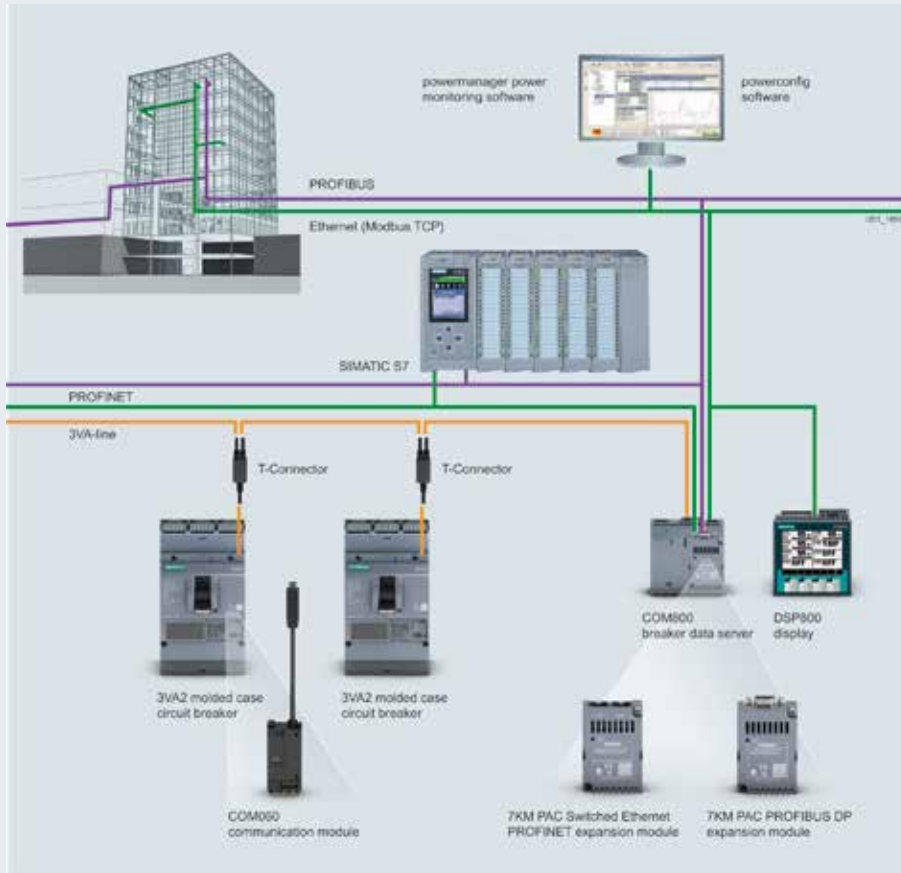 powermanager power
monitoring software
powerconfig
software
PROFIBUS
Ethernet (Modbus TCP)
SIMATIC S7
PROFINET
3VA-line
T-Connector
T-Connector
COM800
breaker data server
DSP800
display
3VA2 molded case
circuit breaker
3VA2 molded case
circuit breaker
COM060
communication module
7KM PAC Switched Ethernet
PROFINET expansion module
7KM PAC PROFIBUS DP
expansion module